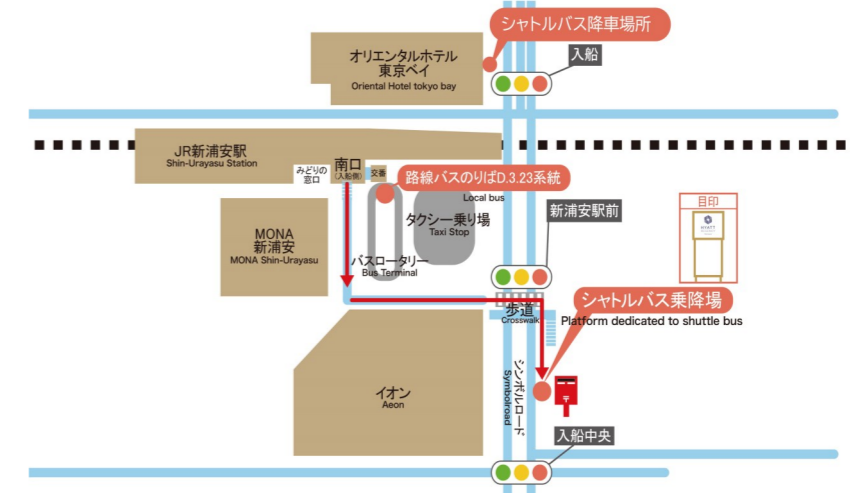 シャトルバス降車場所
入船
オリエンタルホテル
東京ベイ
Oriental Hotel tokyo bay
JR新浦安駅
Shin-Urayasu Station
みどりの
窓口
南口
(入船側)
交番
路線バスのりばD.3.23系統
Local bus
タクシー乗り場
Taxi Stop
新浦安駅前
目印
HYATT
MONA
新浦安
MONA Shin-Urayasu
バスロータリー
Bus Terminal
シャトルバス乗降場
Platform dedicated to shuttle bus
歩道
Crosswalk
イオン
Aeon
シンボルロード
Symbolroad
〒
入船中央